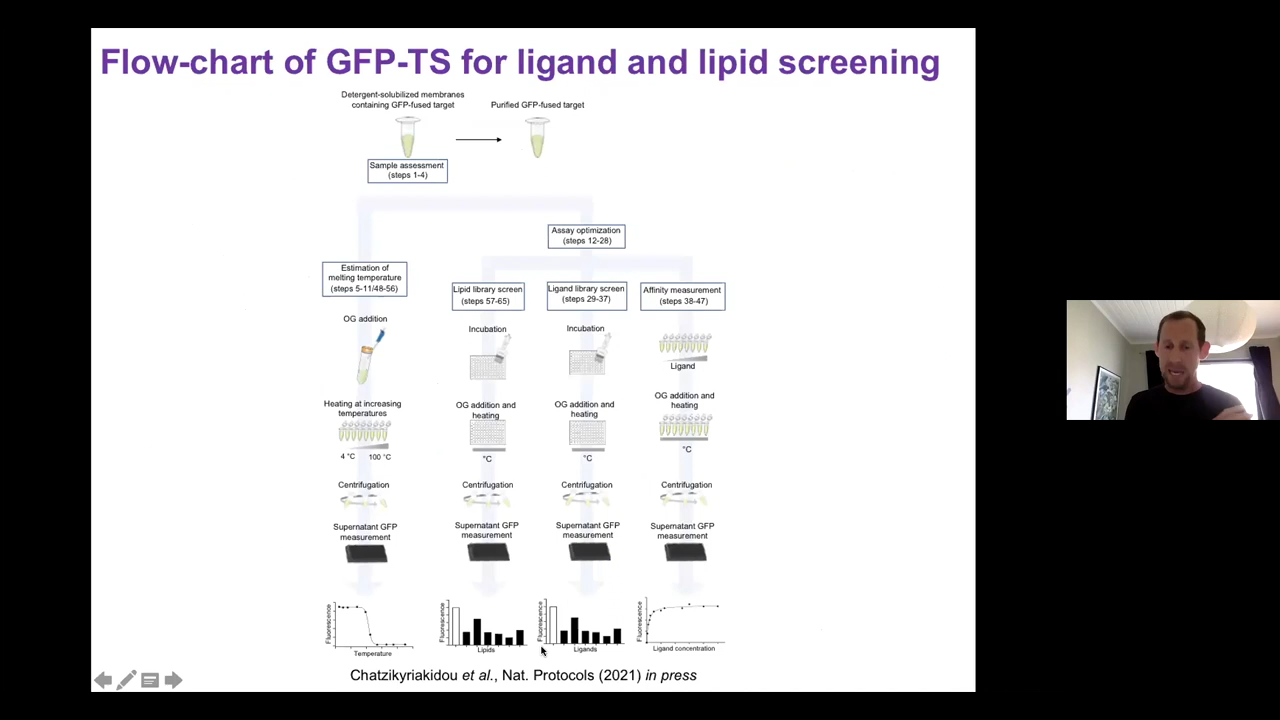 Flow-chart of GFP-TS for ligand and lipid screening
Detergent-solubilized membranes
containing GFP-fused target
Purified GFP-fused target
Sample assessment
(steps 1-4)
Assay optimization
(steps 12-28)
Estimation of
melting temperature
(steps 5-11/48-56)
Lipid library screen
(steps 57-65)
Ligand library screen
(steps 29-37)
Affinity measurement
(steps 38-47)
OG addition
Incubation
Incubation
Ligand
Heating at increasing
temperatures
4 °C
100 °C
OG addition and
heating
°C
OG addition and
heating
°C
OG addition and
heating
°C
Centrifugation
Centrifugation
Centrifugation
Centrifugation
Supernatant GFP
measurement
Supernatant GFP
measurement
Supernatant GFP
measurement
Supernatant GFP
measurement
Fluorescence
Temperature
Fluorescence
Lipids
Fluorescence
Ligands
Fluorescence
Ligand concentration
Chatzikyriakidou et al., Nat. Protocols (2021) in press